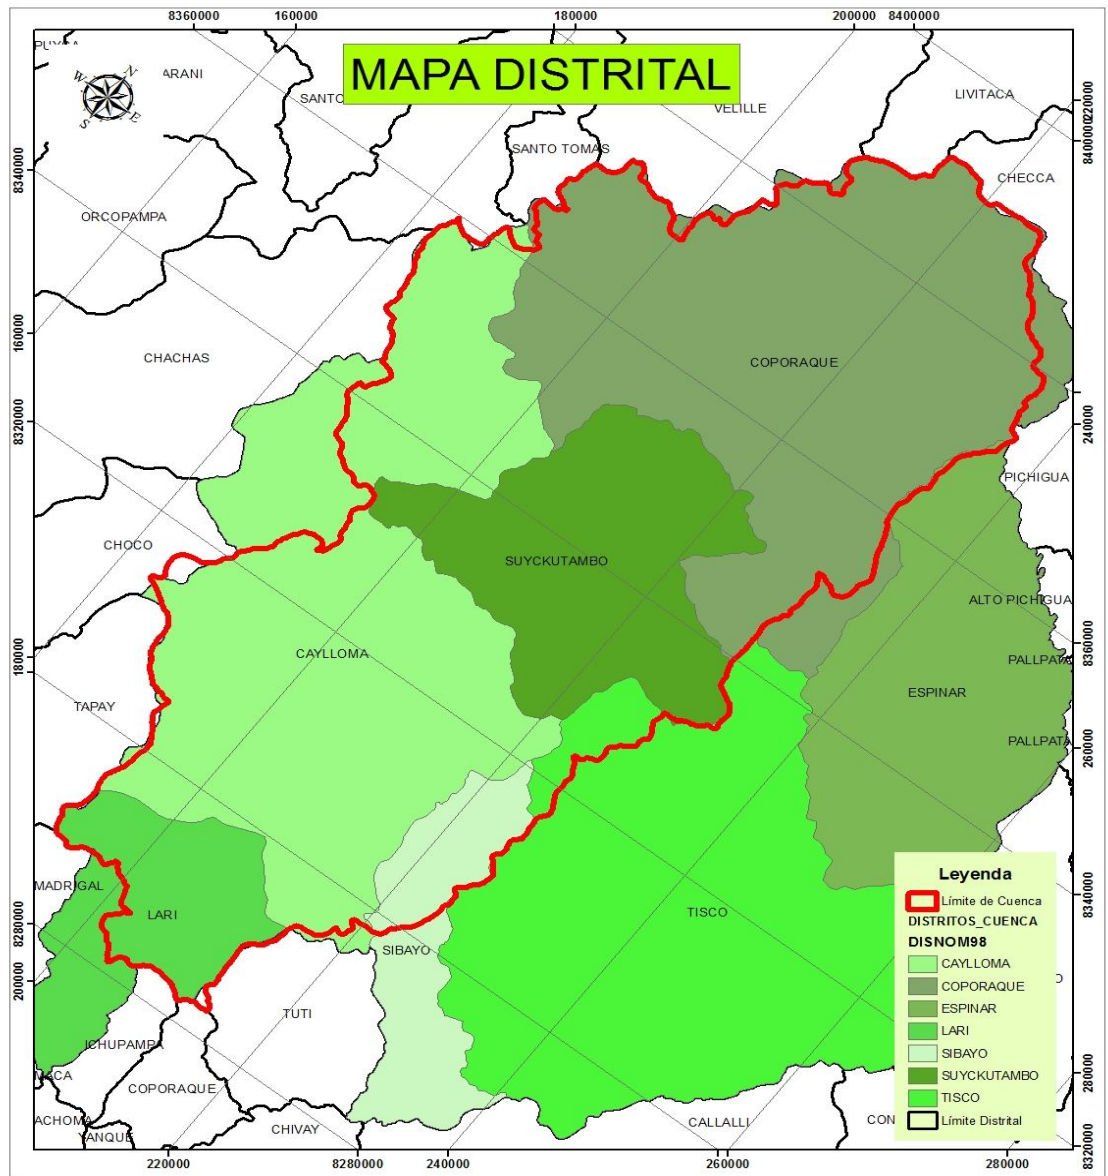 8360000 160000 180000 200000 8400000
MAPA DISTRITAL
ARANI
N
W
E
S
SANTO
VELILLE
LIVITACA
SANTO TOMAS
CHECCA
ORCOPAMPA
CHACHAS
COPORAQUE
PICHIGUA
CHOCO
SUYCKUTAMBO
ALTO PICHIGUA
CAYLLOMA
PALLPATA
ESPINAR
TAPAY
PALLPATA
MADRIGAL
LARI
TISCO
SIBAYO
TUTI
ICHUPAMPA
MACA
COPORAQUE
ACHOMA
YANQUE
CHIVAY
CALLALLI
CON
O
Leyenda
Límite de Cuenca
DISTRITOS_CUENCA
DISNOM98
CAYLLOMA
COPORAQUE
ESPINAR
LARI
SIBAYO
SUYCKUTAMBO
TISCO
Límite Distrital
8340000
160000
8320000
180000
8280000
200000
220000
8400000
240000
8360000
260000
8340000
280000
8320000
220000 8280000 240000 260000 280000